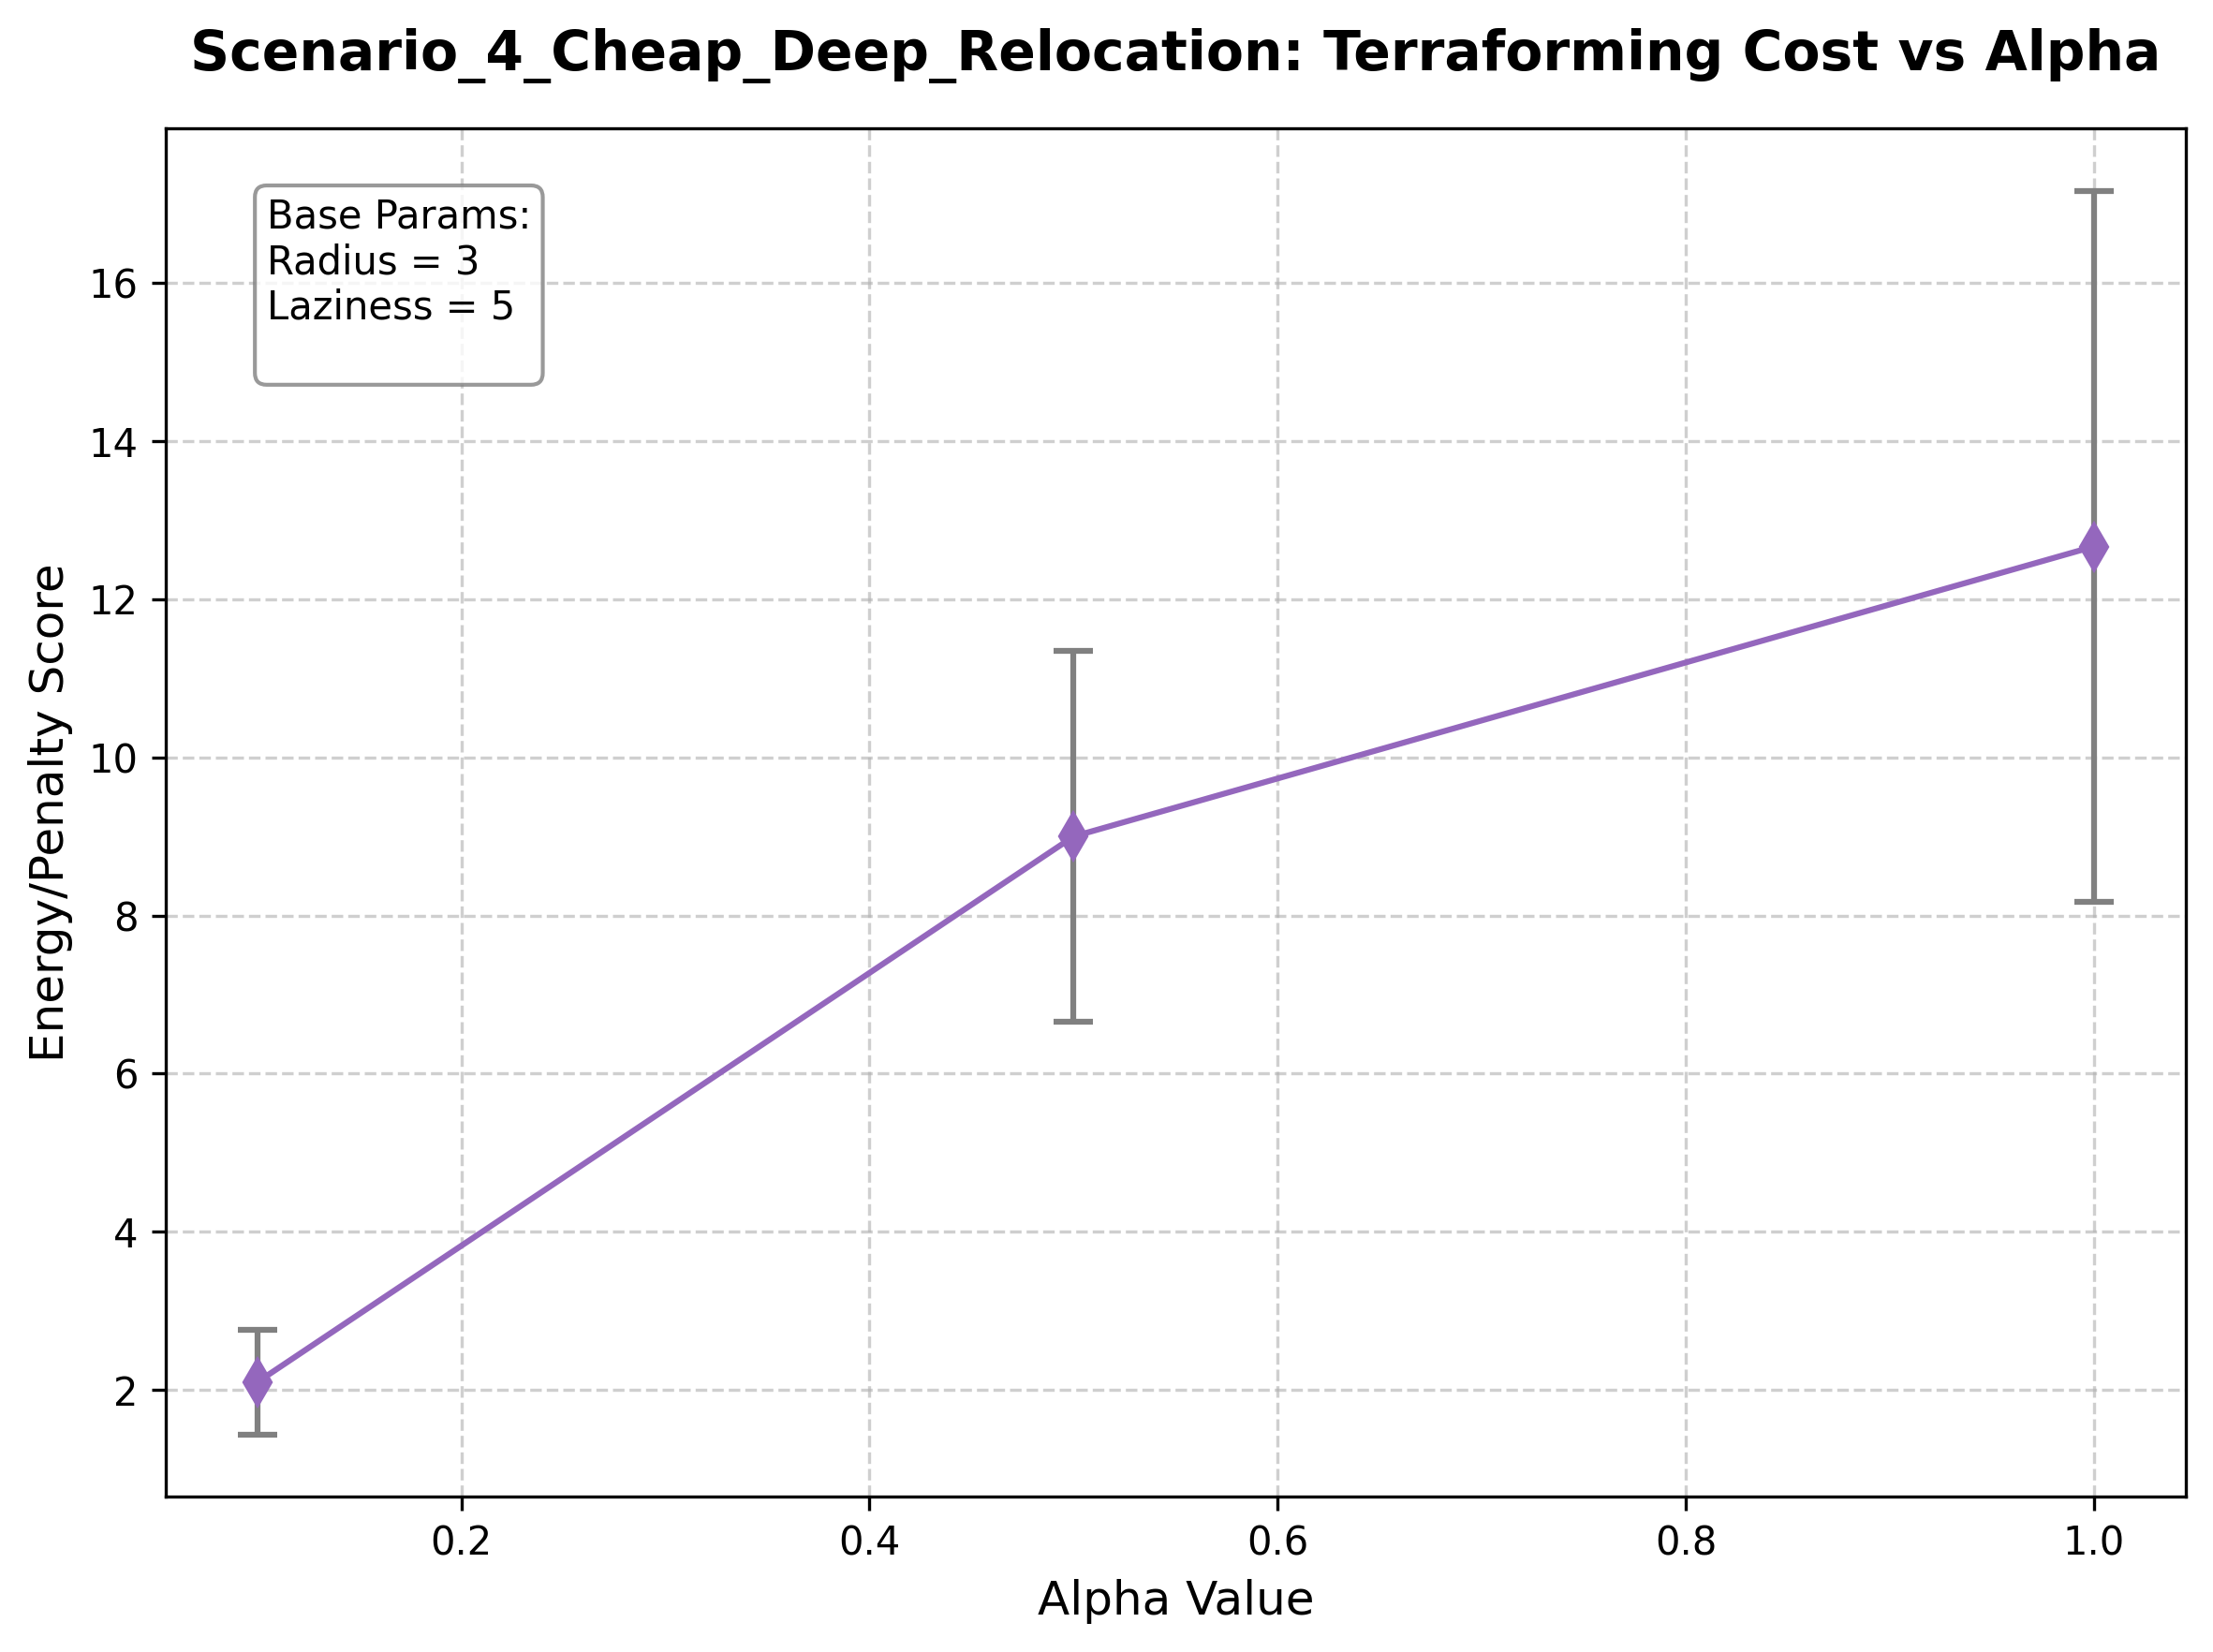 Scenario_4_Cheap_Deep_Relocation: Terraforming Cost vs Alpha
Base Params:
Radius = 3
Laziness = 5
Energy/Penalty Score
16
14
12
10
8
6
4
2
0.2 0.4 0.6 0.8 1.0
Alpha Value